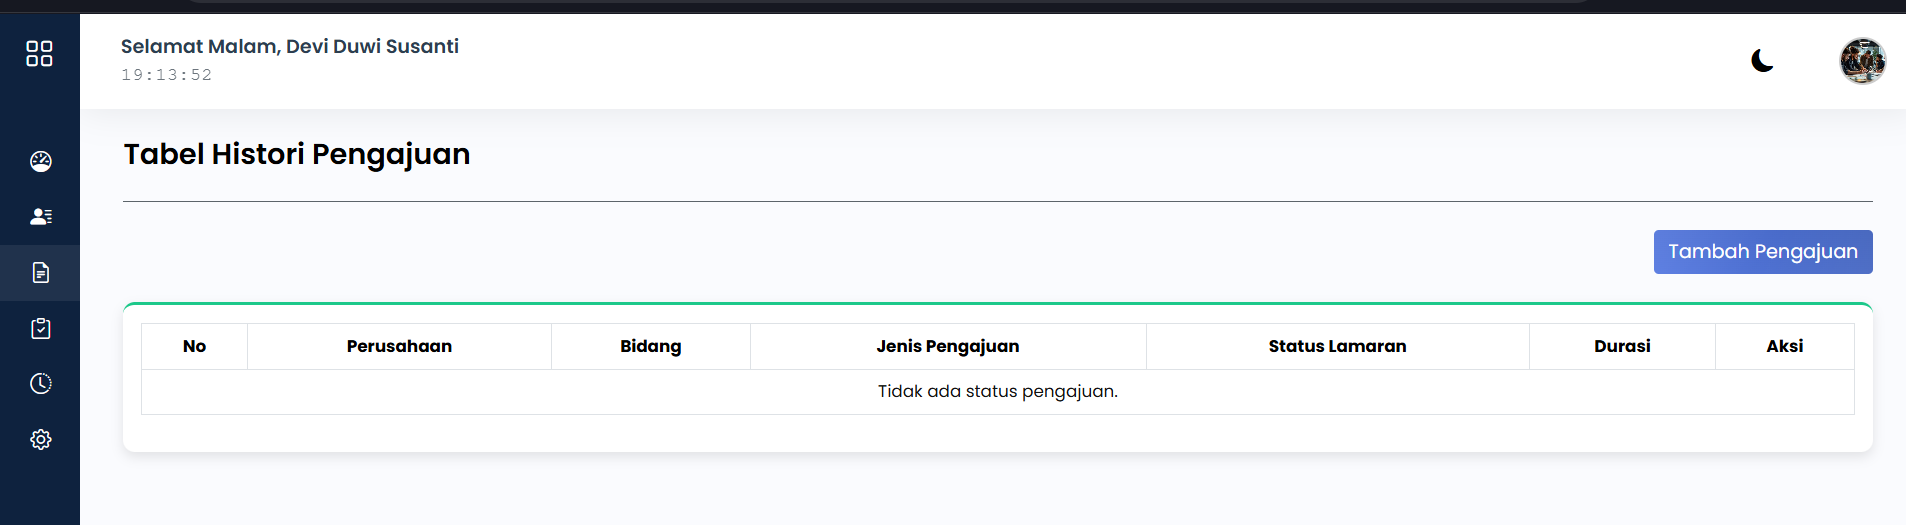 Selamat Malam, Devi Duwi Susanti
19:13:52
Tabel Histori Pengajuan
Tambah Pengajuan
No Perusahaan Bidang Jenis Pengajuan Status Lamaran Durasi Aksi
Tidak ada status pengajuan.